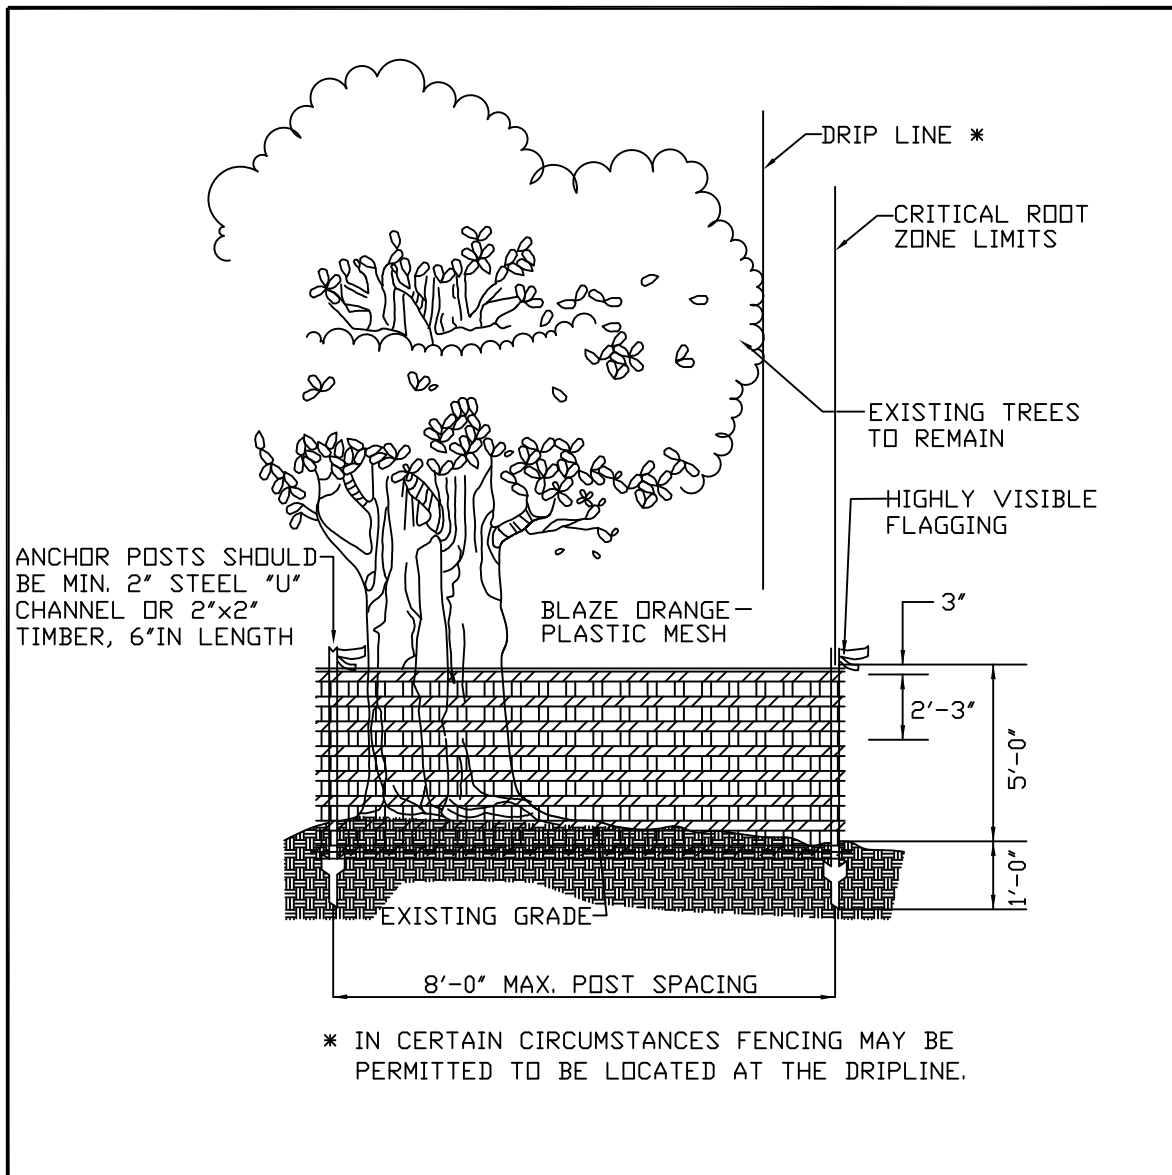 DRIP LINE *
CRITICAL ROOT
ZONE LIMITS
EXISTING TREES
TO REMAIN
HIGHLY VISIBLE
FLAGGING
ANCHOR POSTS SHOULD
BE MIN. 2" STEEL "U"
CHANNEL OR 2"x2"
TIMBER, 6"IN LENGTH
BLAZE ORANGE
PLASTIC MESH
3"
2'-3"
5'-0"
1'-0"
EXISTING GRADE
8'-0" MAX. POST SPACING
* IN CERTAIN CIRCUMSTANCES FENCING MAY BE
PERMITTED TO BE LOCATED AT THE DRIPLINE.